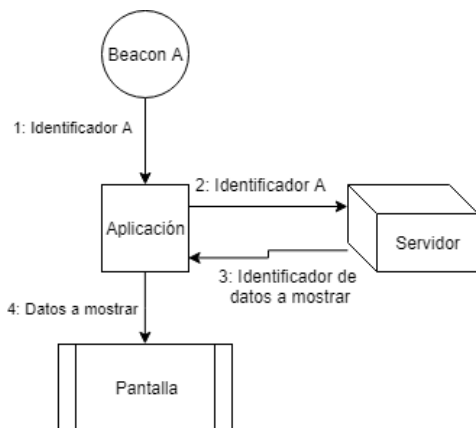 Beacon A
1: Identificador A
2: Identificador A
Aplicación
Servidor
3: Identificador de
datos a mostrar
4: Datos a mostrar
Pantalla